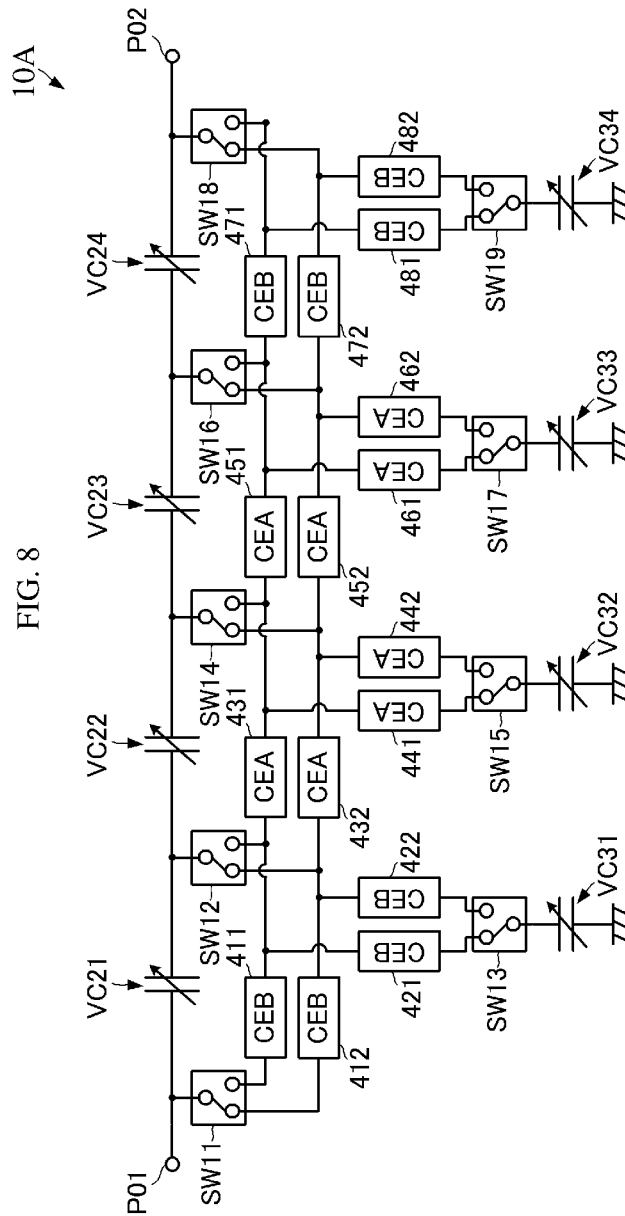 FIG. 8
10A
P01
P02
VC21
VC22
VC23
VC24
SW11
SW12
SW14
SW16
SW18
411
431
451
471
CEB
CEA
CEA
CEB
CEB
CEA
CEA
CEB
412
432
452
472
422
442
462
482
CEB
CEB
CEA
CEA
CEA
CEA
CEB
CEB
421
441
461
481
SW13
SW15
SW17
SW19
VC31
VC32
VC33
VC34